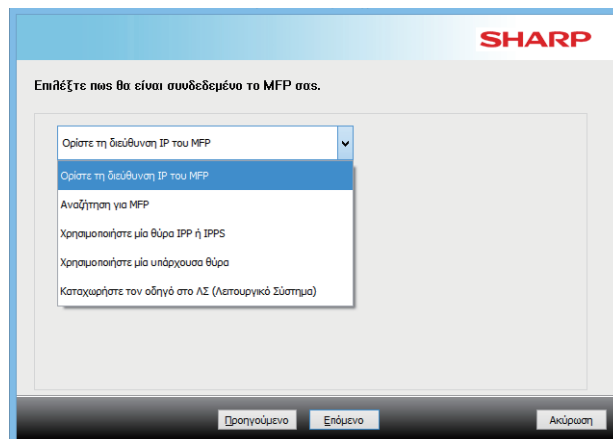 SHARP
Επιλέξτε πως θα είναι συνδεδεμένο το MFP σας.
Ορίστε τη διεύθυνση IP του MFP
Ορίστε τη διεύθυνση IP του MFP
Αναζήτηση για MFP
Χρησιμοποιήστε μία θύρα IPP ή IPPS
Χρησιμοποιήστε μία υπάρχουσα θύρα
Καταχωρήστε τον οδηγό στο ΛΣ (Λειτουργικό Σύστημα)
Προηγούμενο Επόμενο Ακύρωση